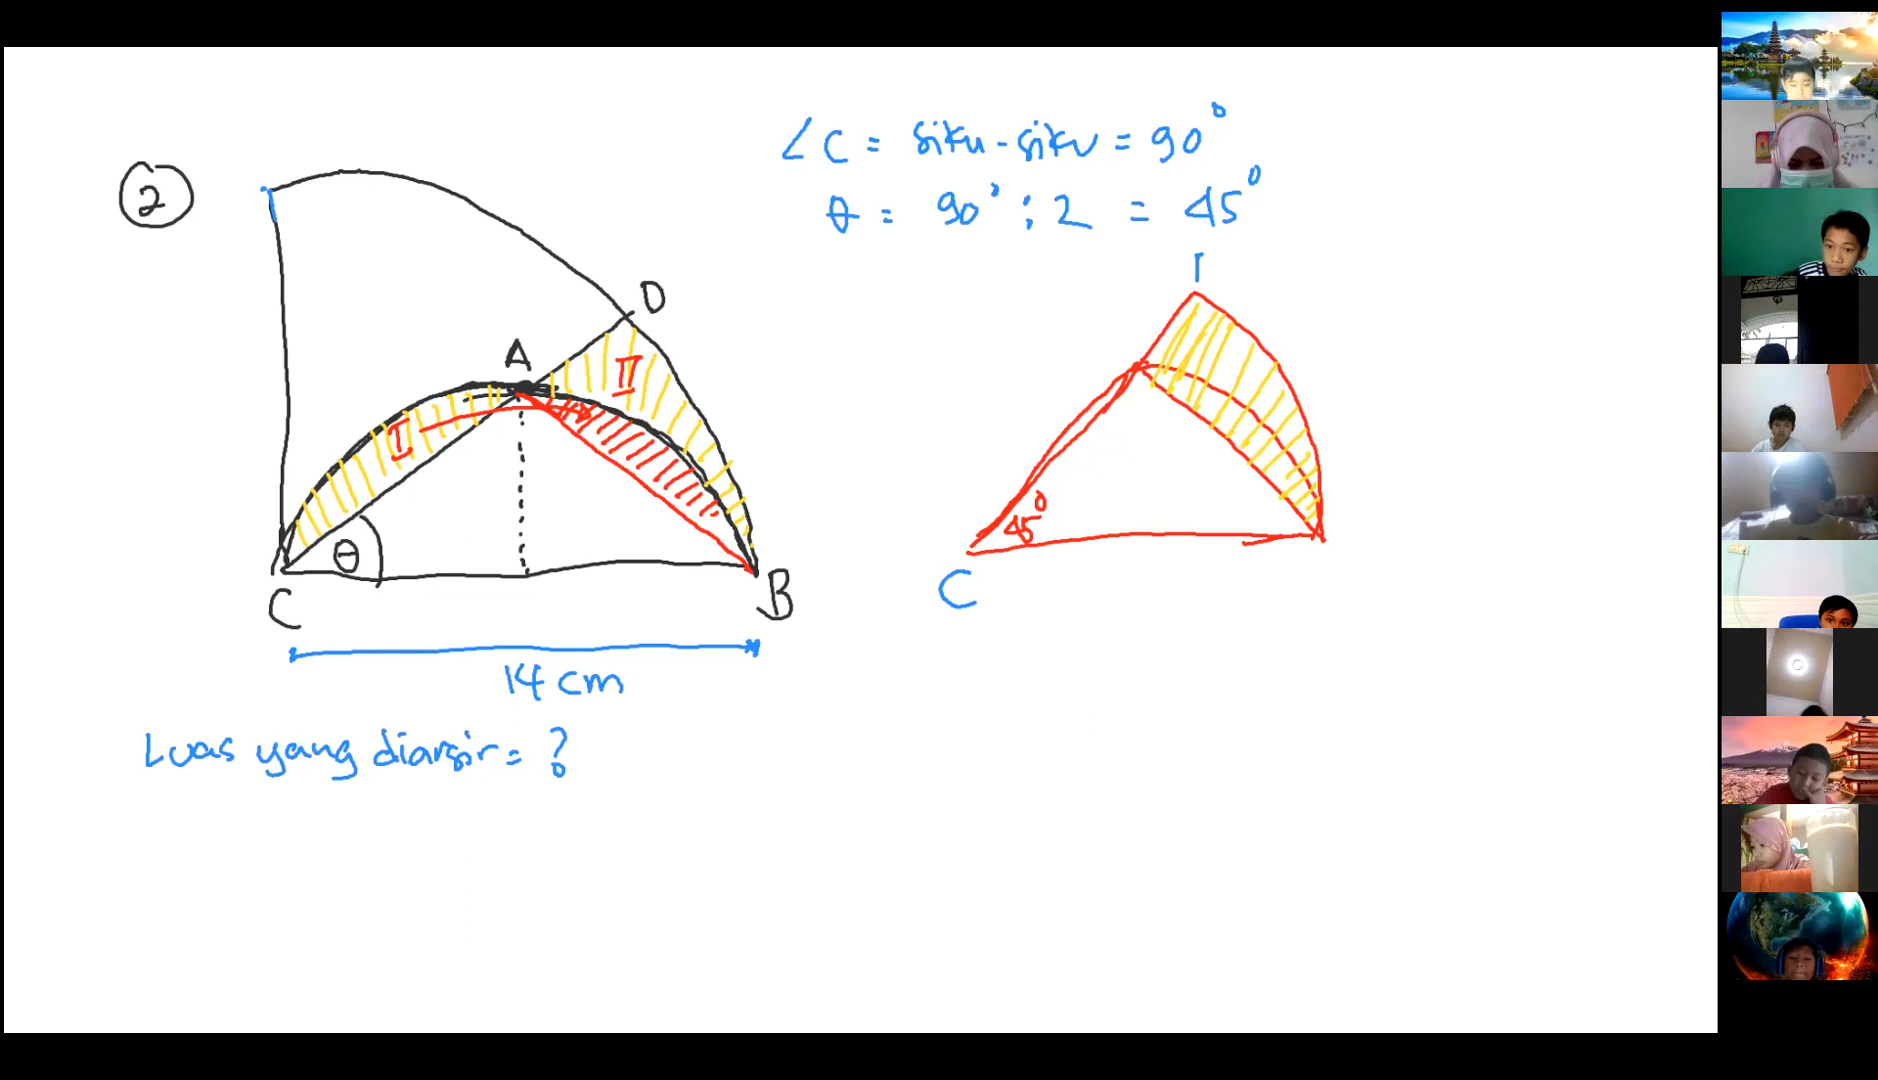 2
∠C = siku-siku = 90°
θ = 90° : 2 = 45°
D
A
I
II
θ
C
B
14 cm
Luas yang diarsir = ?
I
45°
C